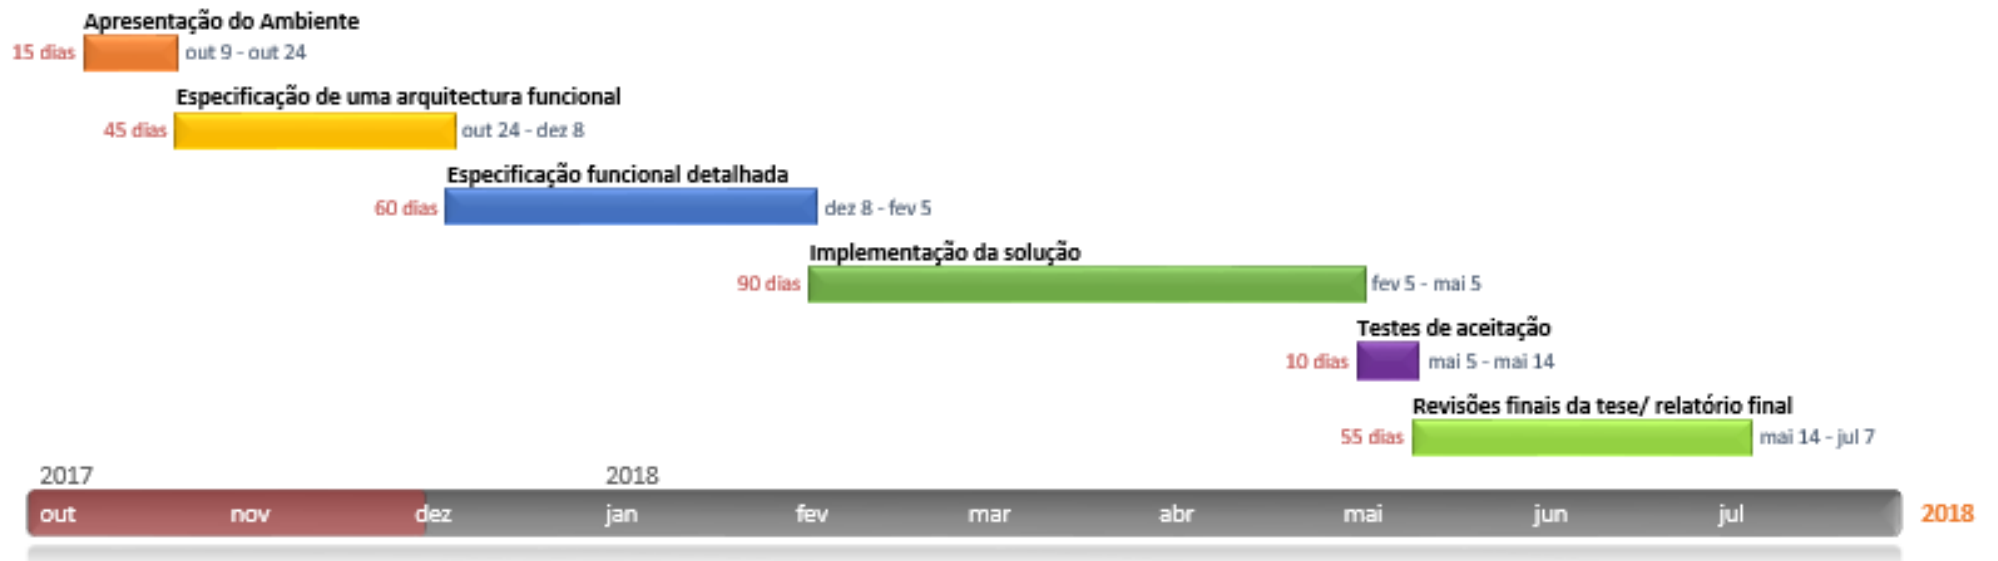 Apresentação do Ambiente
15 dias out 9 - out 24
Especificação de uma arquitectura funcional
45 dias out 24 - dez 8
Especificação funcional detalhada
60 dias dez 8 - fev 5
Implementação da solução
90 dias fev 5 - mai 5
Testes de aceitação
10 dias mai 5 - mai 14
Revisões finais da tese/ relatório final
55 dias mai 14 - jul 7
2017 2018
out nov dez jan fev mar abr mai jun jul 2018